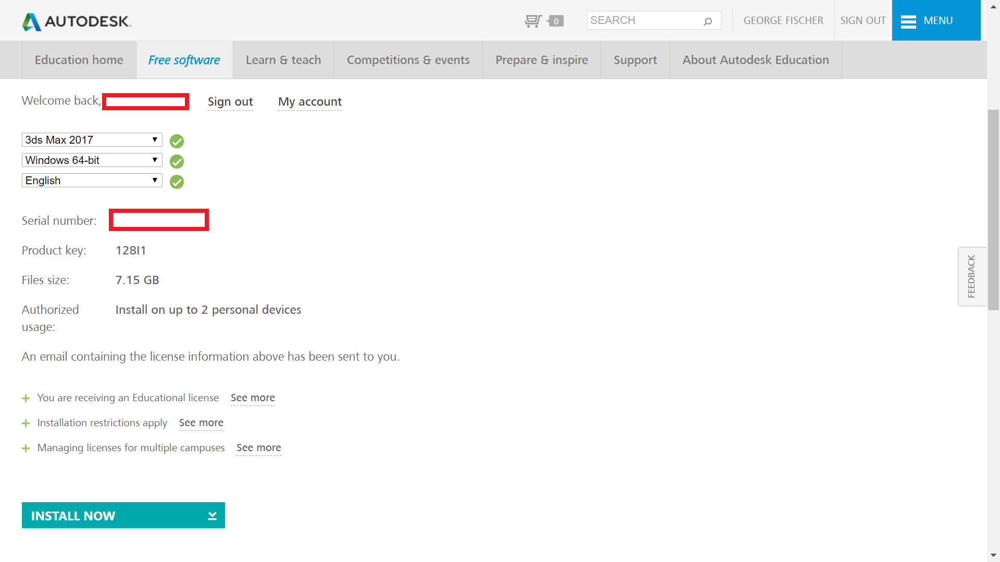 AUTODESK.
0
SEARCH
GEORGE FISCHER
SIGN OUT
MENU
Education home
Free software
Learn & teach
Competitions & events
Prepare & inspire
Support
About Autodesk Education
Welcome back,
Sign out
My account
3ds Max 2017
Windows 64-bit
English
Serial number:
Product key: 128I1
Files size: 7.15 GB
Authorized usage: Install on up to 2 personal devices
An email containing the license information above has been sent to you.
You are receiving an Educational license See more
Installation restrictions apply See more
Managing licenses for multiple campuses See more
INSTALL NOW
FEEDBACK